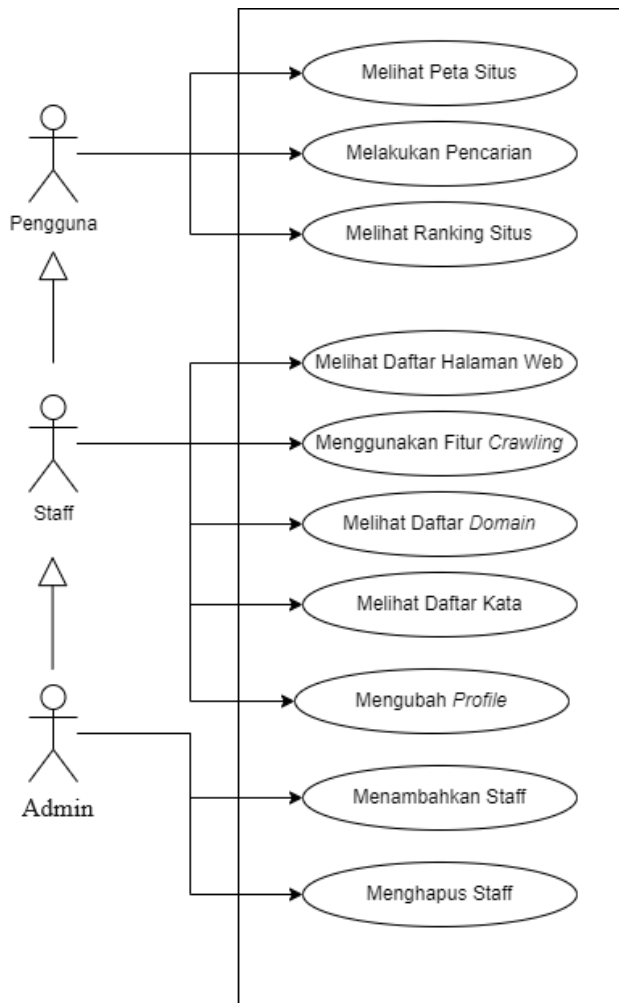 Melihat Peta Situs
Melakukan Pencarian
Pengguna
Melihat Ranking Situs
Melihat Daftar Halaman Web
Menggunakan Fitur Crawling
Staff
Melihat Daftar Domain
Melihat Daftar Kata
Mengubah Profile
Admin
Menambahkan Staff
Menghapus Staff